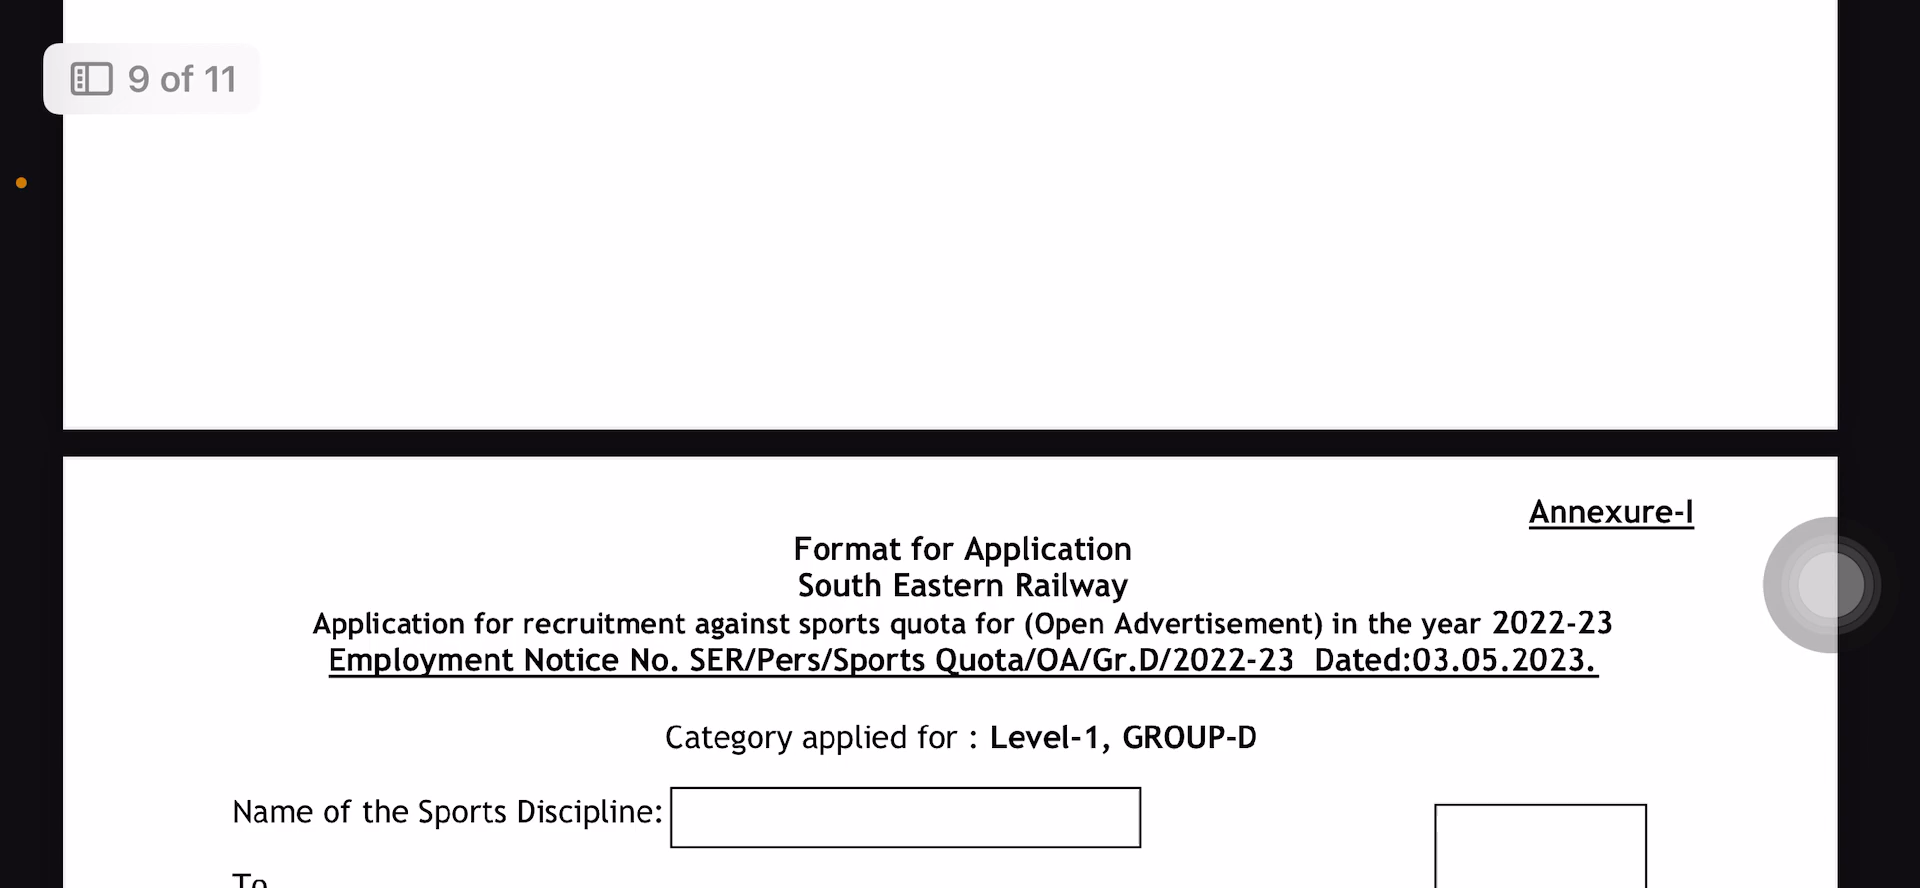 9 of 11
Annexure-I
Format for Application
South Eastern Railway
Application for recruitment against sports quota for (Open Advertisement) in the year 2022-23
Employment Notice No. SER/Pers/Sports Quota/OA/Gr.D/2022-23 Dated:03.05.2023.
Category applied for : Level-1, GROUP-D
Name of the Sports Discipline:
To